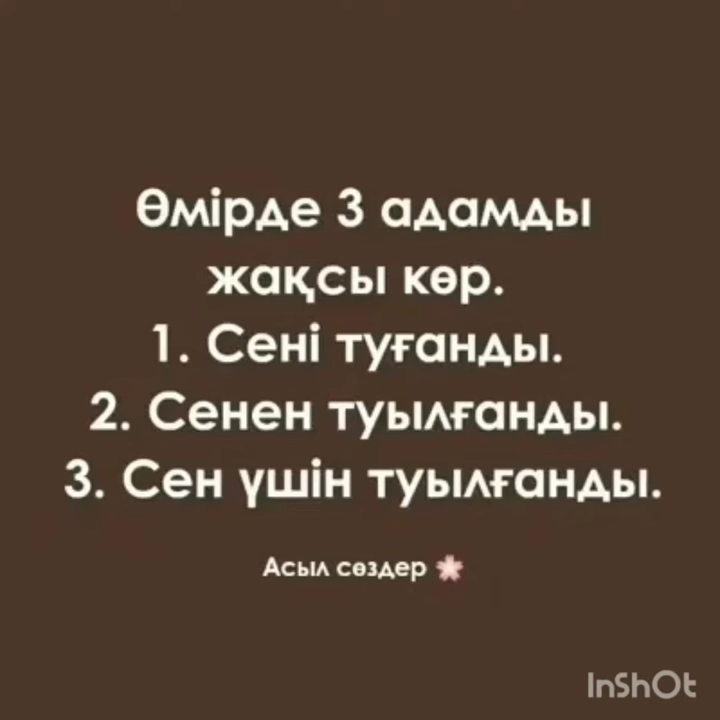 Өмірде 3 адамды
жақсы көр.
1. Сені туғанды.
2. Сенен туылғанды.
3. Сен үшін туылғанды.
Асыл сөздер 🌸
InShOt